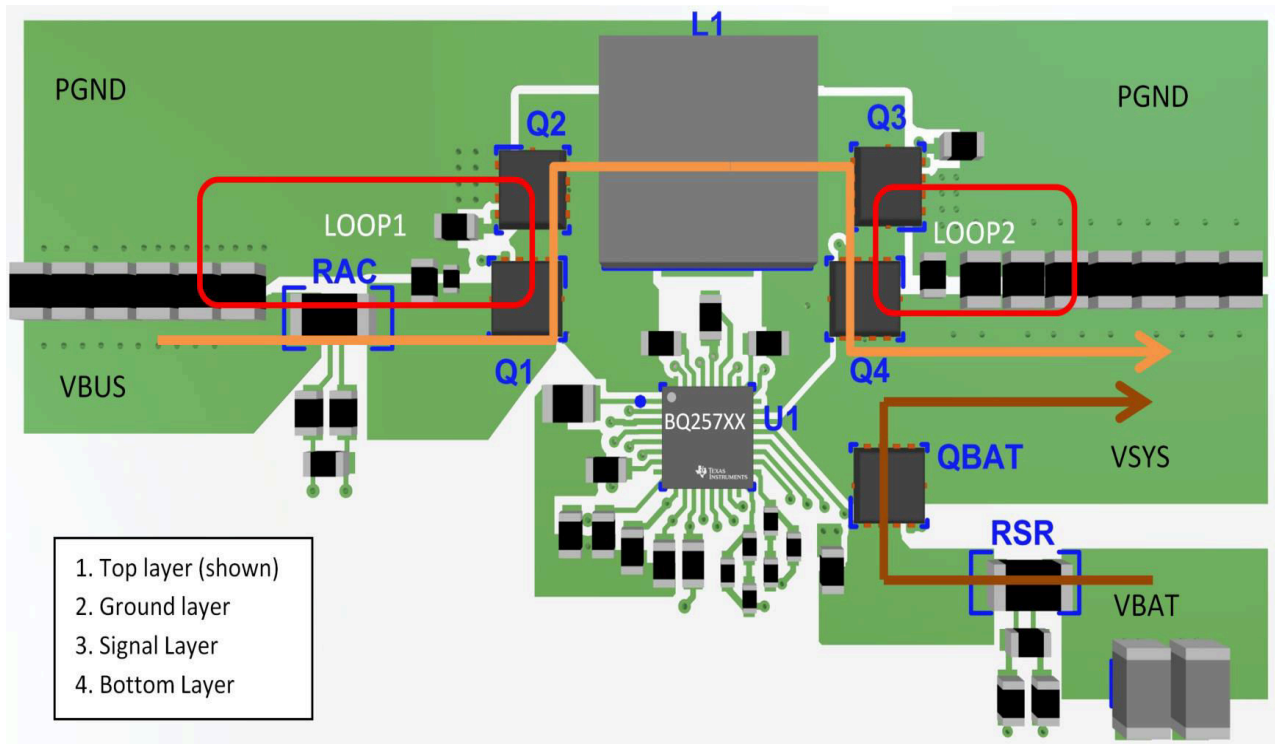 L1
PGND
PGND
Q2
Q3
LOOP1
LOOP2
RAC
Q1
Q4
VBUS
BQ257XX
U1
TEXAS
INSTRUMENTS
QBAT
VSYS
RSR
VBAT
1. Top layer (shown)
2. Ground layer
3. Signal Layer
4. Bottom Layer